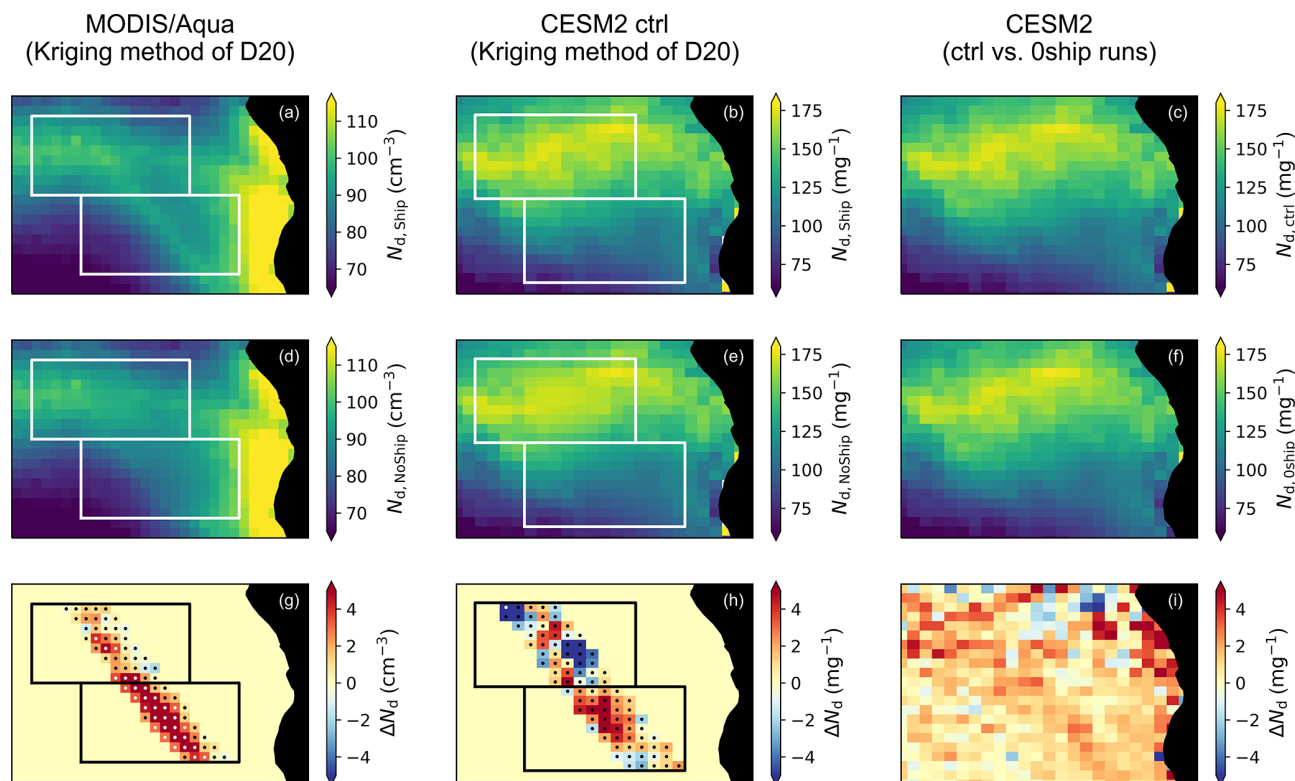 MODIS/Aqua
(Kriging method of D20)
CESM2 ctrl
(Kriging method of D20)
CESM2
(ctrl vs. 0ship runs)
(a)
110
100
90
80
70
N_d, Ship (cm⁻³)
(b)
175
150
125
100
75
N_d, Ship (mg⁻¹)
(c)
175
150
125
100
75
N_d, ctrl (mg⁻¹)
(d)
110
100
90
80
70
N_d, NoShip (cm⁻³)
(e)
175
150
125
100
75
N_d, NoShip (mg⁻¹)
(f)
175
150
125
100
75
N_d, 0ship (mg⁻¹)
(g)
4
2
0
−2
−4
ΔN_d (cm⁻³)
(h)
4
2
0
−2
−4
ΔN_d (mg⁻¹)
(i)
4
2
0
−2
−4
ΔN_d (mg⁻¹)